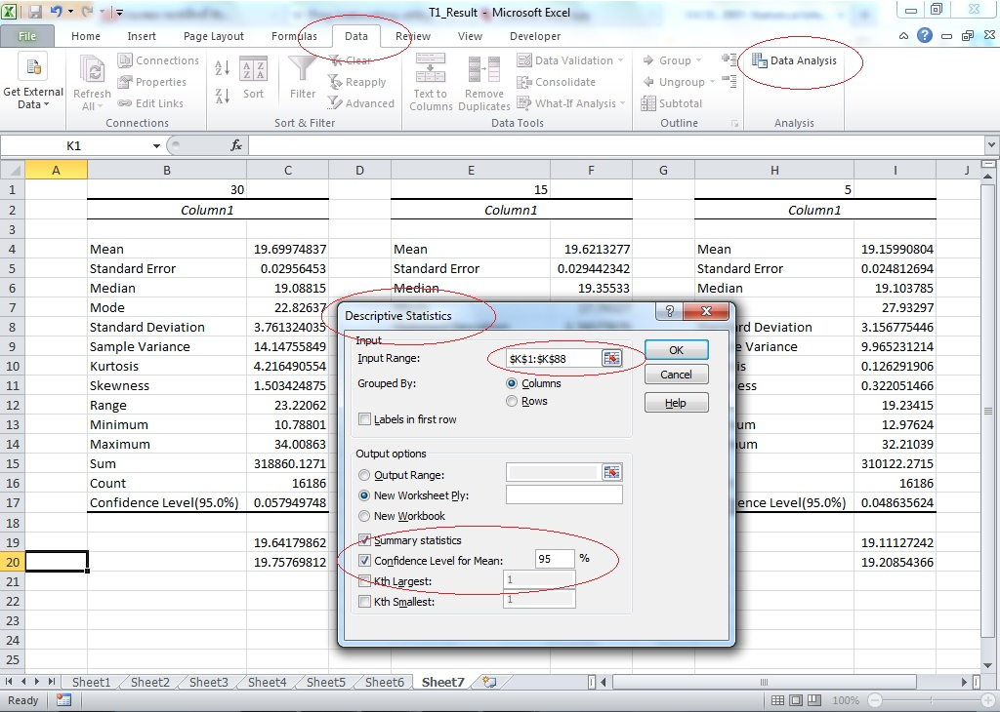 T1_Result - Microsoft Excel
File Home Insert Page Layout Formulas Data Review View Developer
Get External Data
Refresh All
Connections
Properties
Edit Links
Connections
Sort
Filter
Clear
Reapply
Advanced
Sort & Filter
Text to Columns
Remove Duplicates
Data Validation
Consolidate
What-If Analysis
Data Tools
Group
Ungroup
Subtotal
Outline
Data Analysis
Analysis
K1 fx
A B C D E F G H I J
1 30 15 5
2 Column1 Column1 Column1
3
4 Mean 19.69974837 Mean 19.6213277 Mean 19.15990804
5 Standard Error 0.02956453 Standard Error 0.029442342 Standard Error 0.024812694
6 Median 19.08815 Median 19.35533 Median 19.103785
7 Mode 22.82637 27.93297
8 Standard Deviation 3.761324035 rd Deviation 3.156775446
9 Sample Variance 14.14755849 e Variance 9.965231214
10 Kurtosis 4.216490554 is 0.126291906
11 Skewness 1.503424875 ess 0.322051466
12 Range 23.22062 19.23415
13 Minimum 10.78801 um 12.97624
14 Maximum 34.00863 um 32.21039
15 Sum 318860.1271 310122.2715
16 Count 16186 16186
17 Confidence Level(95.0%) 0.057949748 ence Level(95.0%) 0.048635624
18
19 19.64179862 19.11127242
20 19.75769812 19.20854366
21
22
23
24
25
Descriptive Statistics
Input
Input Range: $K$1:$K$88
Grouped By: Columns
Rows
Labels in first row
OK
Cancel
Help
Output options
Output Range:
New Worksheet Ply:
New Workbook
Summary statistics
Confidence Level for Mean: 95 %
Kth Largest: 1
Kth Smallest: 1
Sheet1 Sheet2 Sheet3 Sheet4 Sheet5 Sheet6 Sheet7
Ready 100%